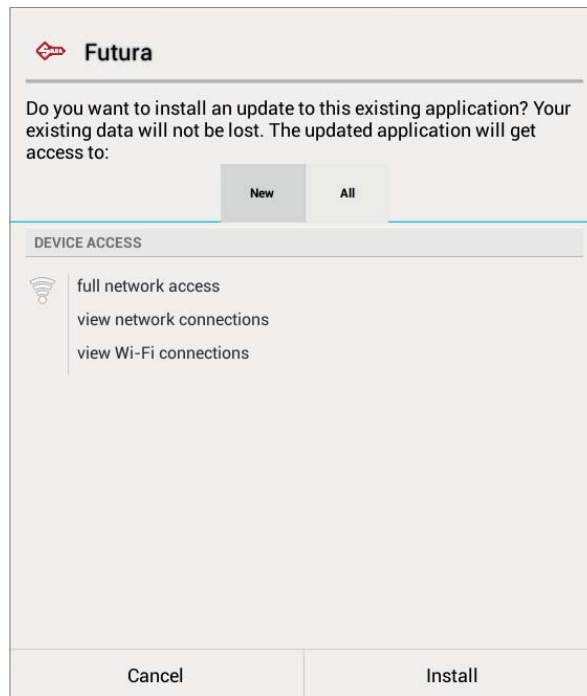 Futura
Do you want to install an update to this existing application? Your
existing data will not be lost. The updated application will get
access to:
New All
DEVICE ACCESS
full network access
view network connections
view Wi-Fi connections
Cancel Install